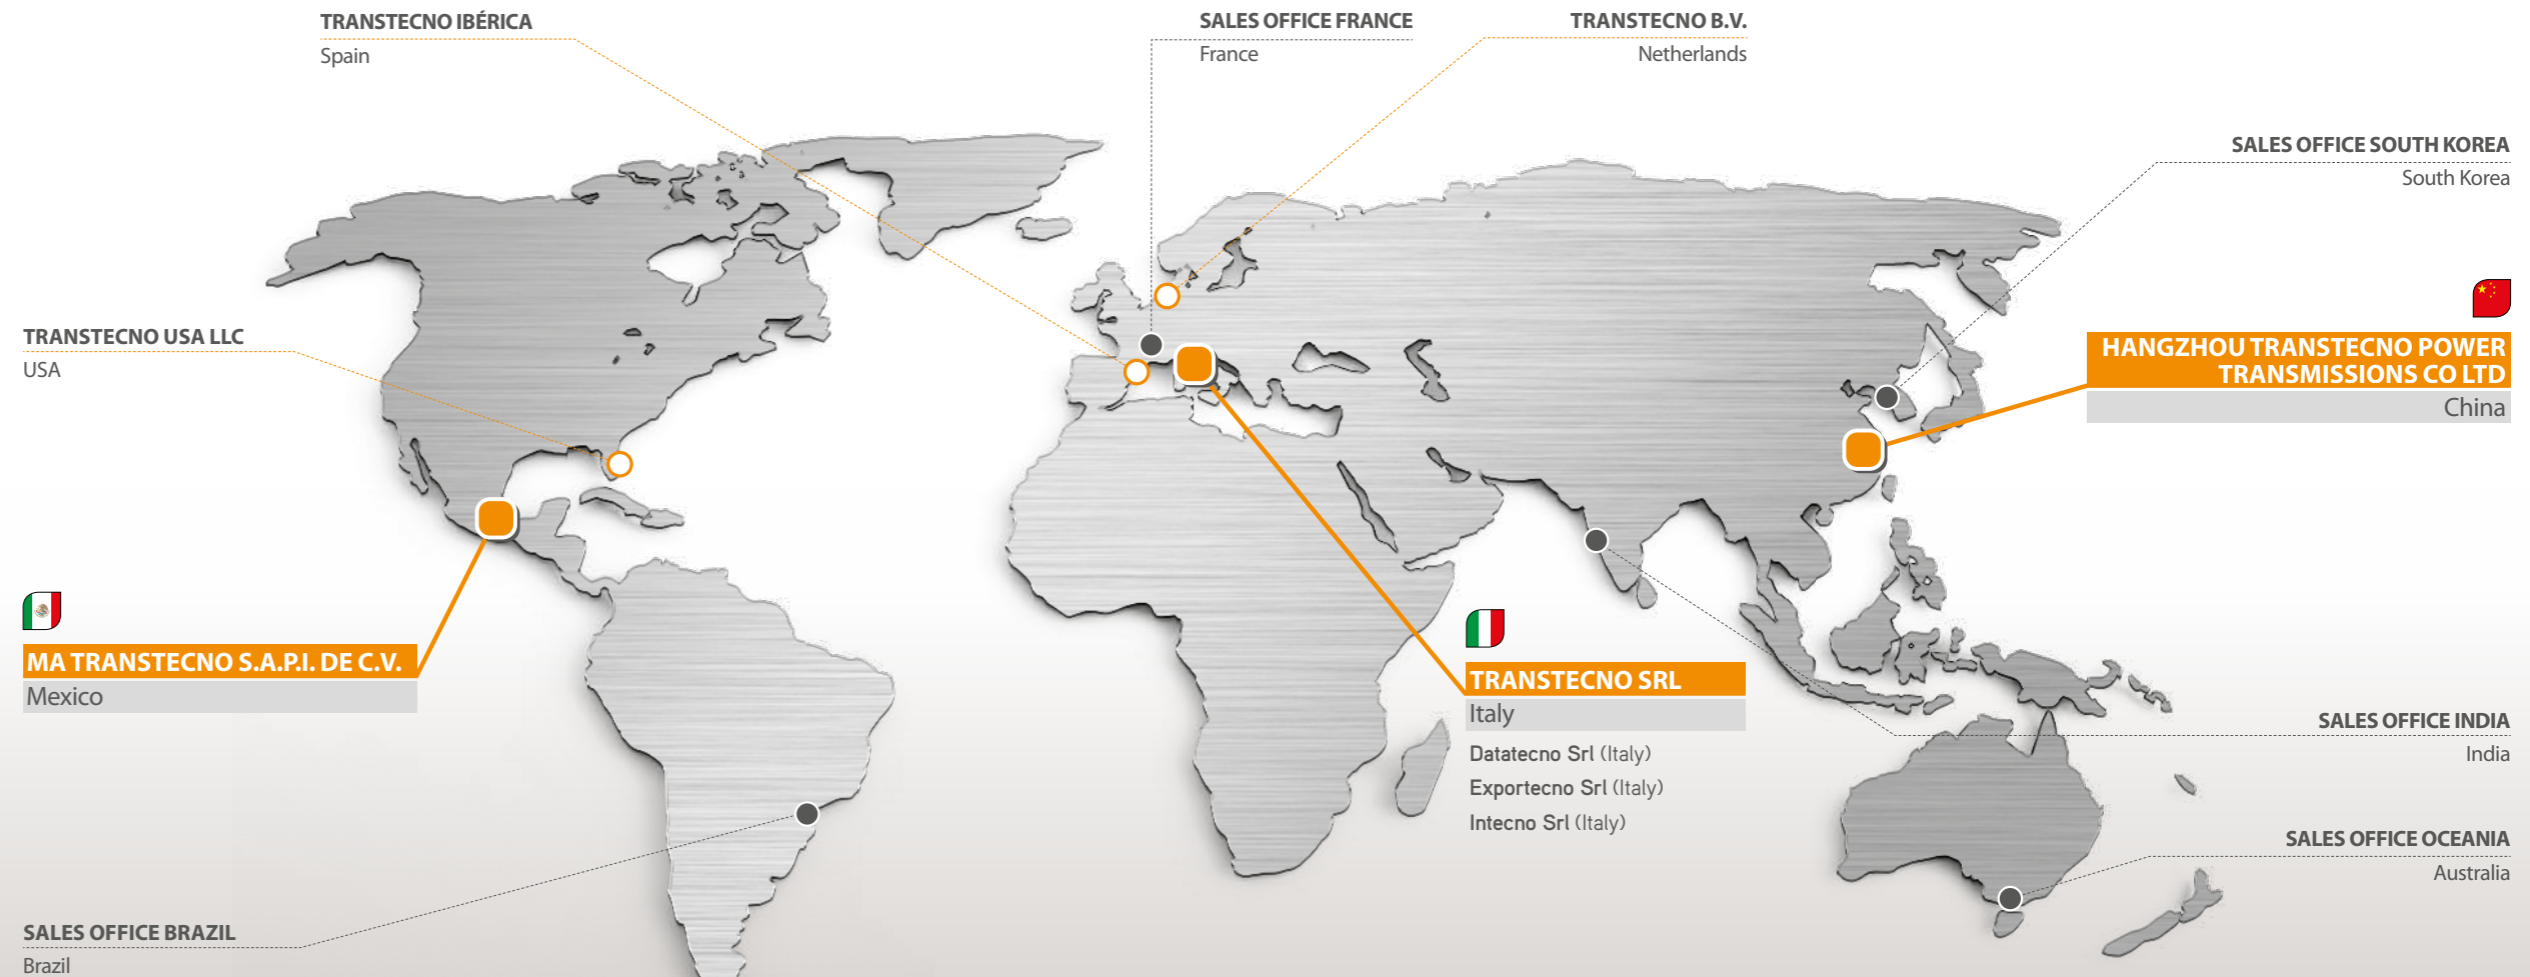 TRANSTECNO IBÉRICA
Spain
SALES OFFICE FRANCE
France
TRANSTECNO B.V.
Netherlands
SALES OFFICE SOUTH KOREA
South Korea
TRANSTECNO USA LLC
USA
HANGZHOU TRANSTECNO POWER
TRANSMISSIONS CO LTD
China
MA TRANSTECNO S.A.P.I. DE C.V.
Mexico
TRANSTECNO SRL
Italy
Datatecno Srl (Italy)
Exportecno Srl (Italy)
Intecno Srl (Italy)
SALES OFFICE INDIA
India
SALES OFFICE OCEANIA
Australia
SALES OFFICE BRAZIL
Brazil